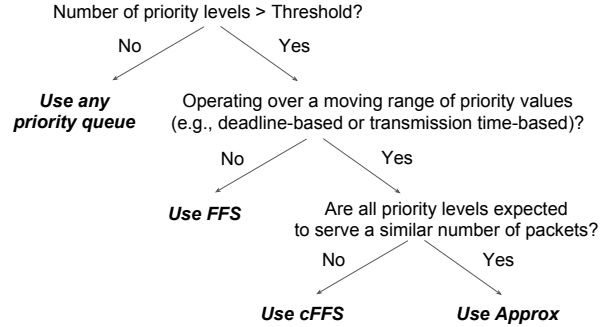 Number of priority levels > Threshold?
No
Yes
Use any
priority queue
Operating over a moving range of priority values
(e.g., deadline-based or transmission time-based)?
No
Yes
Use FFS
Are all priority levels expected
to serve a similar number of packets?
No
Yes
Use cFFS
Use Approx